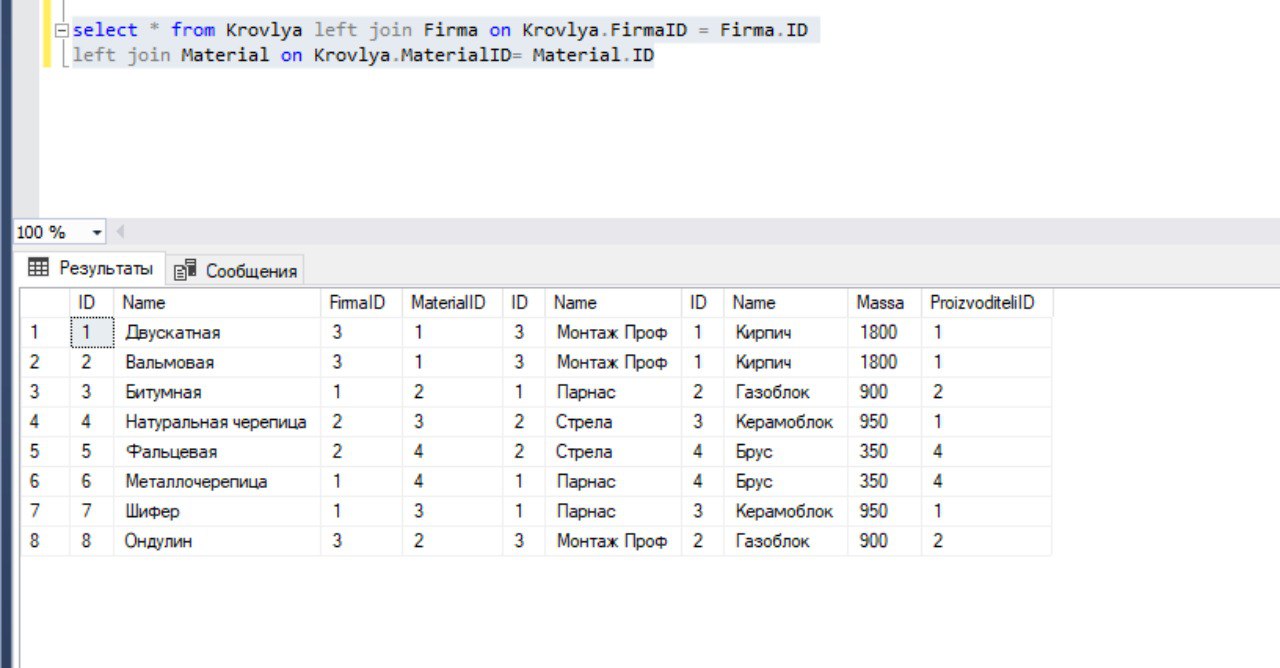 select * from Krovlya left join Firma on Krovlya.FirmaID = Firma.ID
left join Material on Krovlya.MaterialID= Material.ID
100 %
Результаты Сообщения
ID Name FirmaID MaterialID ID Name ID Name Massa ProizvoditeliID
1 1 Двускатная 3 1 3 Монтаж Проф 1 Кирпич 1800 1
2 2 Вальмовая 3 1 3 Монтаж Проф 1 Кирпич 1800 1
3 3 Битумная 1 2 1 Парнас 2 Газоблок 900 2
4 4 Натуральная черепица 2 3 2 Стрела 3 Керамоблок 950 1
5 5 Фальцевая 2 4 2 Стрела 4 Брус 350 4
6 6 Металлочерепица 1 4 1 Парнас 4 Брус 350 4
7 7 Шифер 1 3 1 Парнас 3 Керамоблок 950 1
8 8 Ондулин 3 2 3 Монтаж Проф 2 Газоблок 900 2